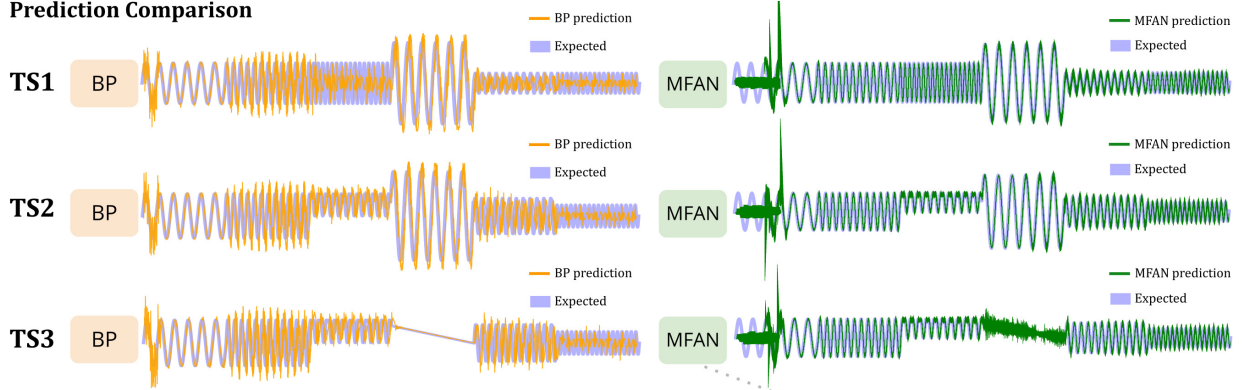 Prediction Comparison
BP prediction
Expected
MFAN prediction
Expected
TS1
BP
MFAN
BP prediction
Expected
MFAN prediction
Expected
TS2
BP
MFAN
BP prediction
Expected
MFAN prediction
Expected
TS3
BP
MFAN